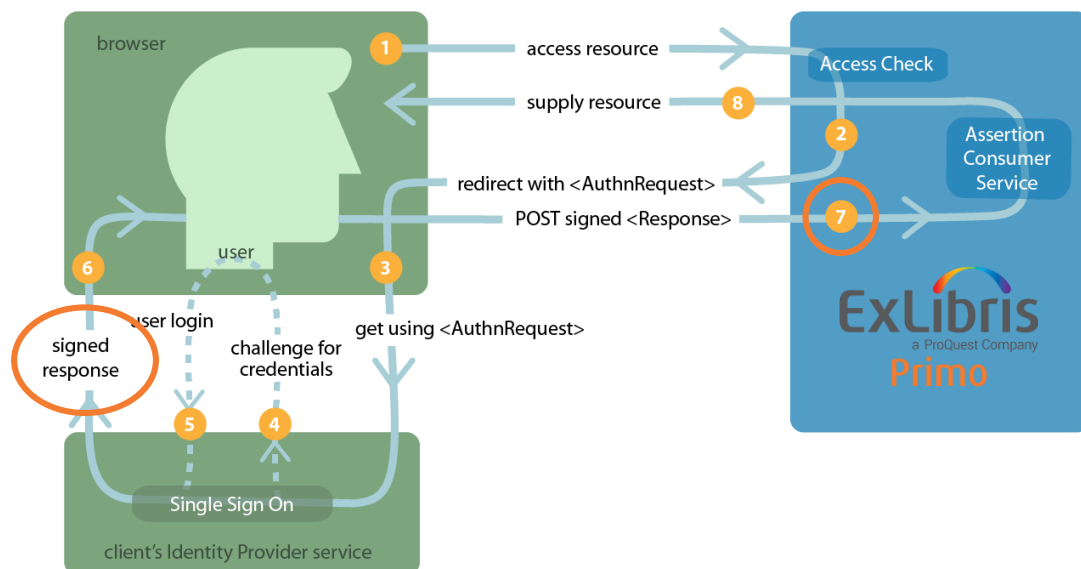 browser
1
access resource
Access Check
supply resource
8
2
Assertion
Consumer
Service
redirect with <AuthnRequest>
POST signed <Response>
7
user
6
3
user login
get using <AuthnRequest>
signed
response
challenge for
credentials
ExLibris
a ProQuest Company
Primo
5
4
Single Sign On
client's Identity Provider service